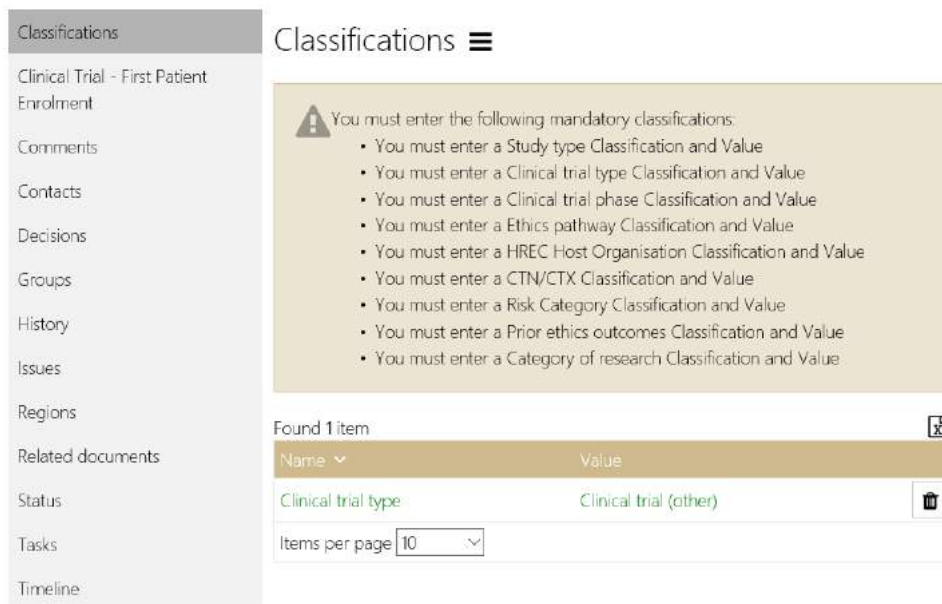 Classifications
Clinical Trial - First Patient
Enrolment
Comments
Contacts
Decisions
Groups
History
Issues
Regions
Related documents
Status
Tasks
Timeline
Classifications
You must enter the following mandatory classifications:
• You must enter a Study type Classification and Value
• You must enter a Clinical trial type Classification and Value
• You must enter a Clinical trial phase Classification and Value
• You must enter a Ethics pathway Classification and Value
• You must enter a HREC Host Organisation Classification and Value
• You must enter a CTN/CTX Classification and Value
• You must enter a Risk Category Classification and Value
• You must enter a Prior ethics outcomes Classification and Value
• You must enter a Category of research Classification and Value
Found 1 item
Name Value
Clinical trial type Clinical trial (other)
Items per page 10